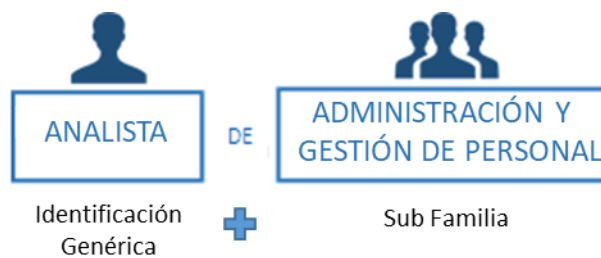 ANALISTA
DE
ADMINISTRACIÓN Y
GESTIÓN DE PERSONAL
Identificación
Genérica
Sub Familia